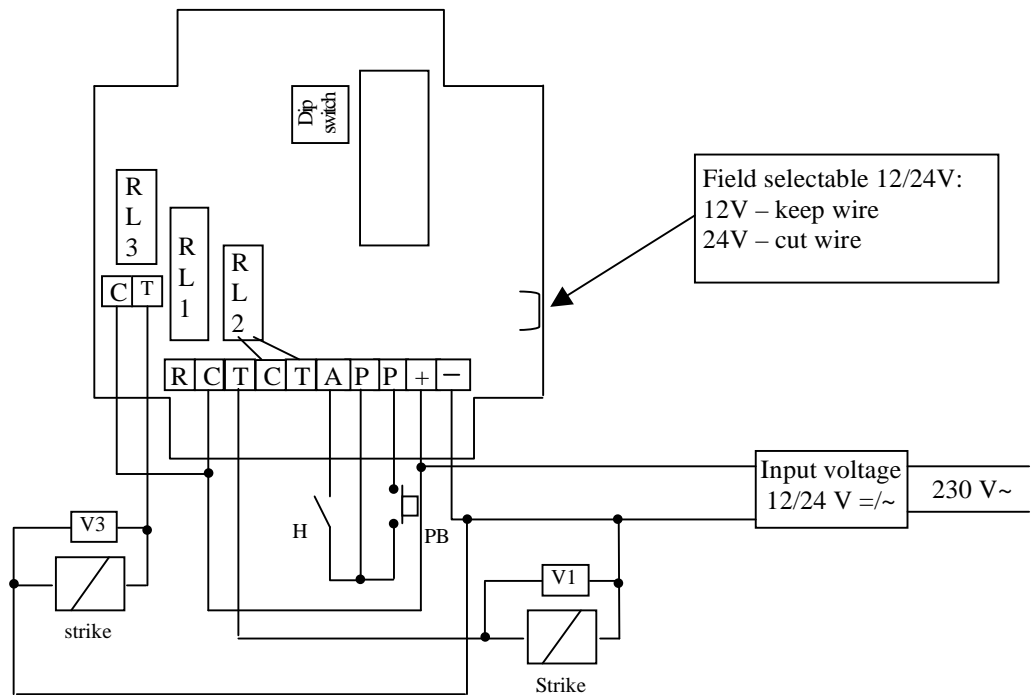 Dip
switch
R
L
3
R
L
1
R
L
2
C T
R C T C T A P P + –
Field selectable 12/24V:
12V – keep wire
24V – cut wire
Input voltage
12/24 V =/~
230 V~
H
PB
V3
strike
V1
Strike